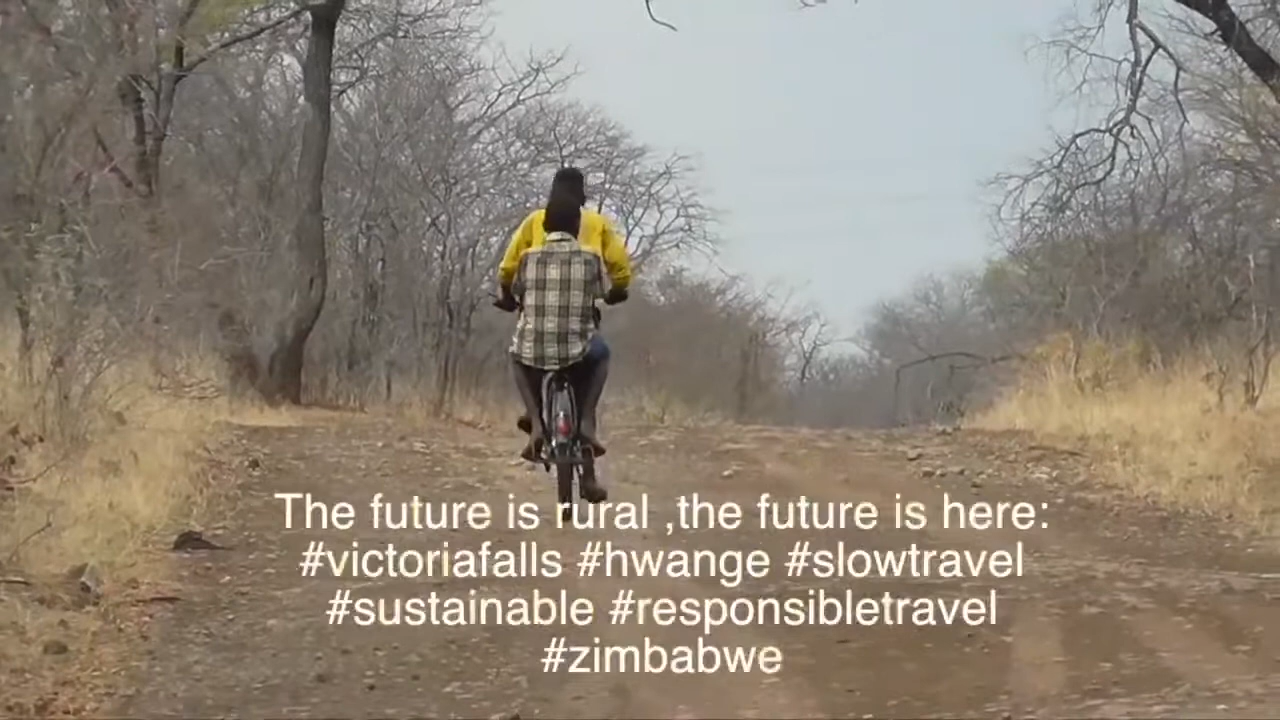 The future is rural ,the future is here:
#victoriafalls #hwange #slowtravel
#sustainable #responsibletravel
#zimbabwe